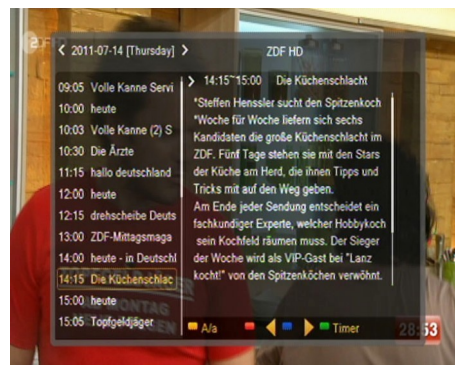 ZDF
< 2011-07-14 [Thursday] >
ZDF HD
09:05 Volle Kanne Servi
10:00 heute
10:03 Volle Kanne (2) S
10:30 Die Ärzte
11:15 hallo deutschland
12:00 heute
12:15 drehscheibe Deuts
13:00 ZDF-Mittagsmaga
14:00 heute - in Deutschl
14:15 Die Küchenschlac
15:00 heute
15:05 Topfgeldjäger
> 14:15~15:00 Die Küchenschlacht
"Steffen Henssler sucht den Spitzenkoch
"Woche für Woche liefern sich sechs
Kandidaten die große Küchenschlacht im
ZDF. Fünf Tage stehen sie mit den Stars
der Küche am Herd, die ihnen Tipps und
Tricks mit auf den Weg geben.
Am Ende jeder Sendung entscheidet ein
fachkundiger Experte, welcher Hobbykoch
sein Kochfeld räumen muss. Der Sieger
der Woche wird als VIP-Gast bei "Lanz
kocht!" von den Spitzenköchen verwöhnt.
MONTAG
A/a
Timer
28:53